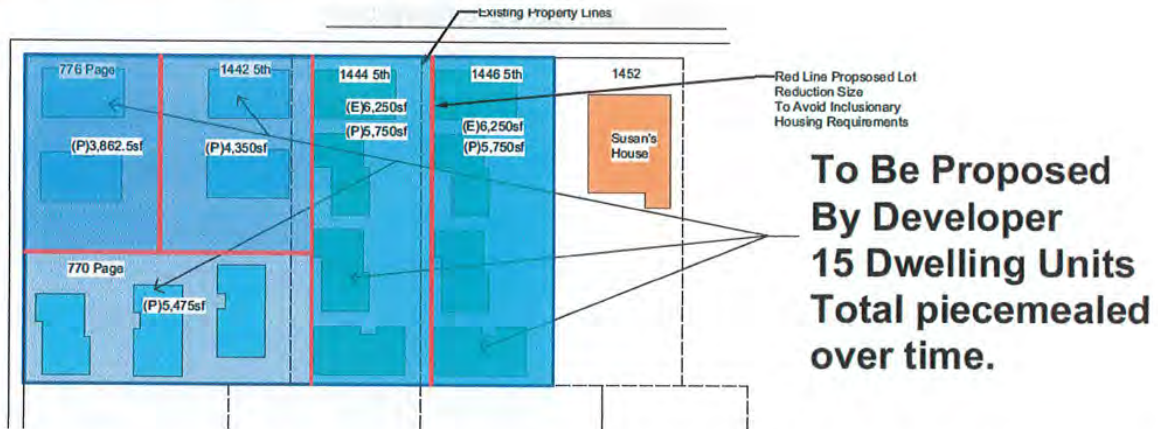 Existing Property Lines
776 Page
1442 5th
1444 5th
1446 5th
1452
(E)6,250sf
(P)5,750sf
(E)6,250sf
(P)5,750sf
(P)3,862.5sf
(P)4,350sf
Susan's
House
Red Line Propsosed Lot
Reduction Size
To Avoid Inclusionary
Housing Requirements
770 Page
(P)5,475sf
To Be Proposed
By Developer
15 Dwelling Units
Total piecemealed
over time.